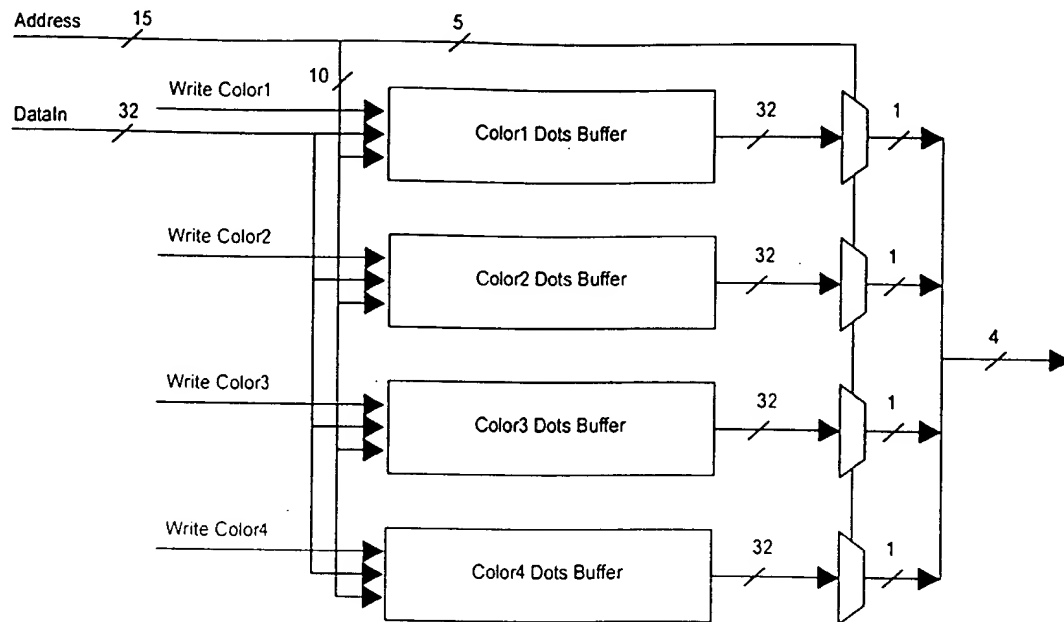 Address 15 5 1
10
Write Color1 32
DataIn 32 Color1 Dots Buffer
Write Color2 32 1
Color2 Dots Buffer
4
Write Color3 32 1
Color3 Dots Buffer
Write Color4 32 1
Color4 Dots Buffer